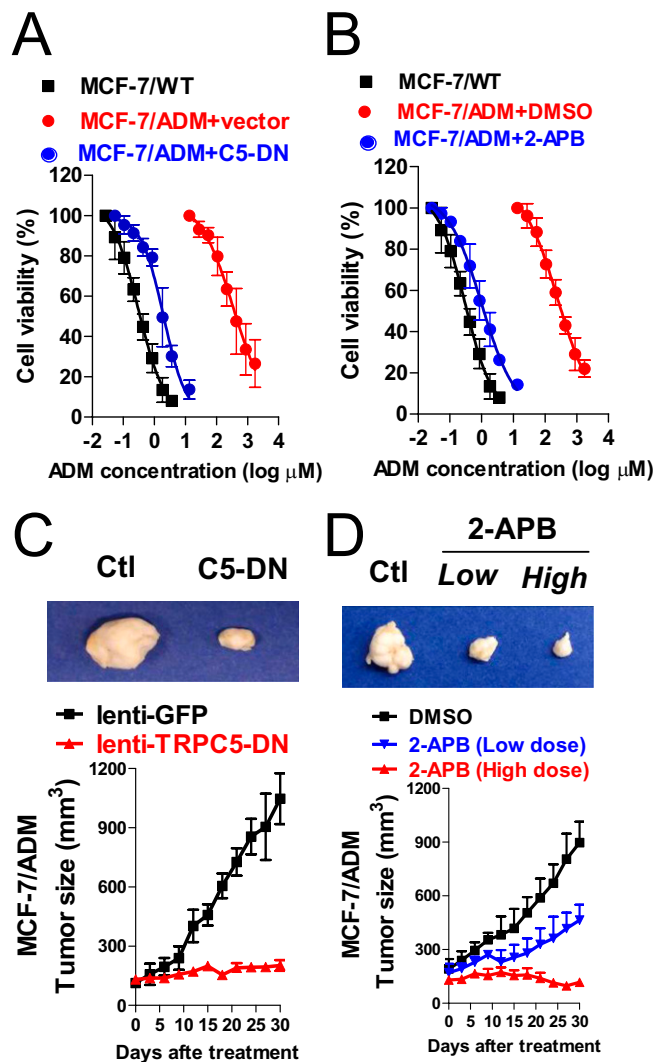 A
MCF-7/WT
MCF-7/ADM+vector
MCF-7/ADM+C5-DN
120
100
80
60
40
20
0
Cell viability (%)
-2 -1 0 1 2 3 4
ADM concentration (log μM)
B
MCF-7/WT
MCF-7/ADM+DMSO
MCF-7/ADM+2-APB
120
100
80
60
40
20
0
Cell viability (%)
-2 -1 0 1 2 3 4
ADM concentration (log μM)
C
Ctl C5-DN
lenti-GFP
lenti-TRPC5-DN
1200
900
600
300
0
MCF-7/ADM
Tumor size (mm³)
0 5 10 15 20 25 30
Days afte treatment
D
2-APB
Ctl Low High
DMSO
2-APB (Low dose)
2-APB (High dose)
1200
900
600
300
0
MCF-7/ADM
Tumor size (mm³)
0 5 10 15 20 25 30
Days after treatment